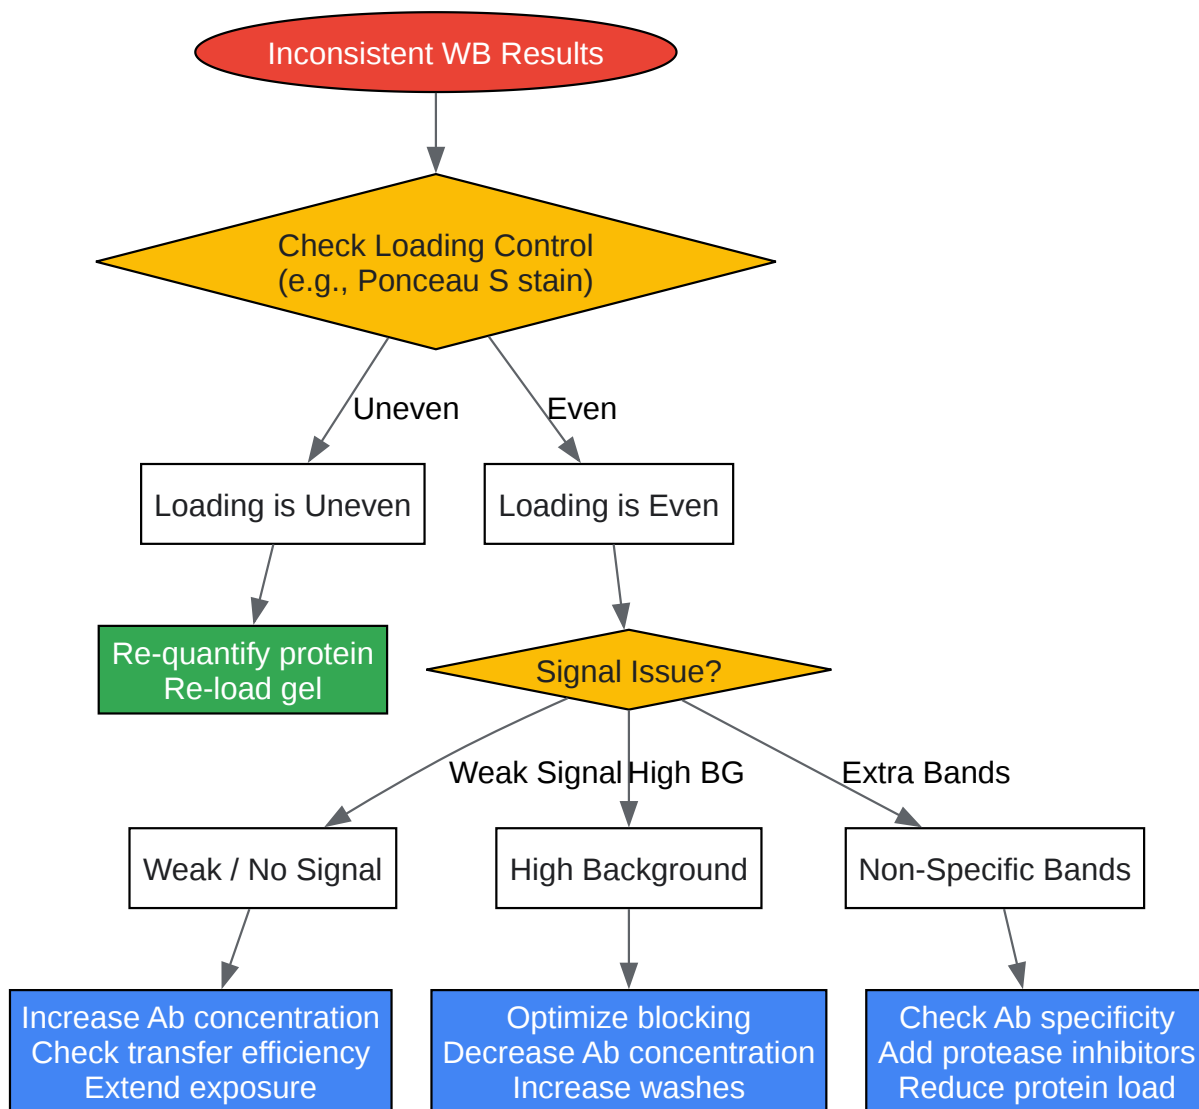 Inconsistent WB Results
Check Loading Control
(e.g., Ponceau S stain)
Uneven
Even
Loading is Uneven
Loading is Even
Re-quantify protein
Re-load gel
Signal Issue?
Weak Signal
High BG
Extra Bands
Weak / No Signal
High Background
Non-Specific Bands
Increase Ab concentration
Check transfer efficiency
Extend exposure
Optimize blocking
Decrease Ab concentration
Increase washes
Check Ab specificity
Add protease inhibitors
Reduce protein load